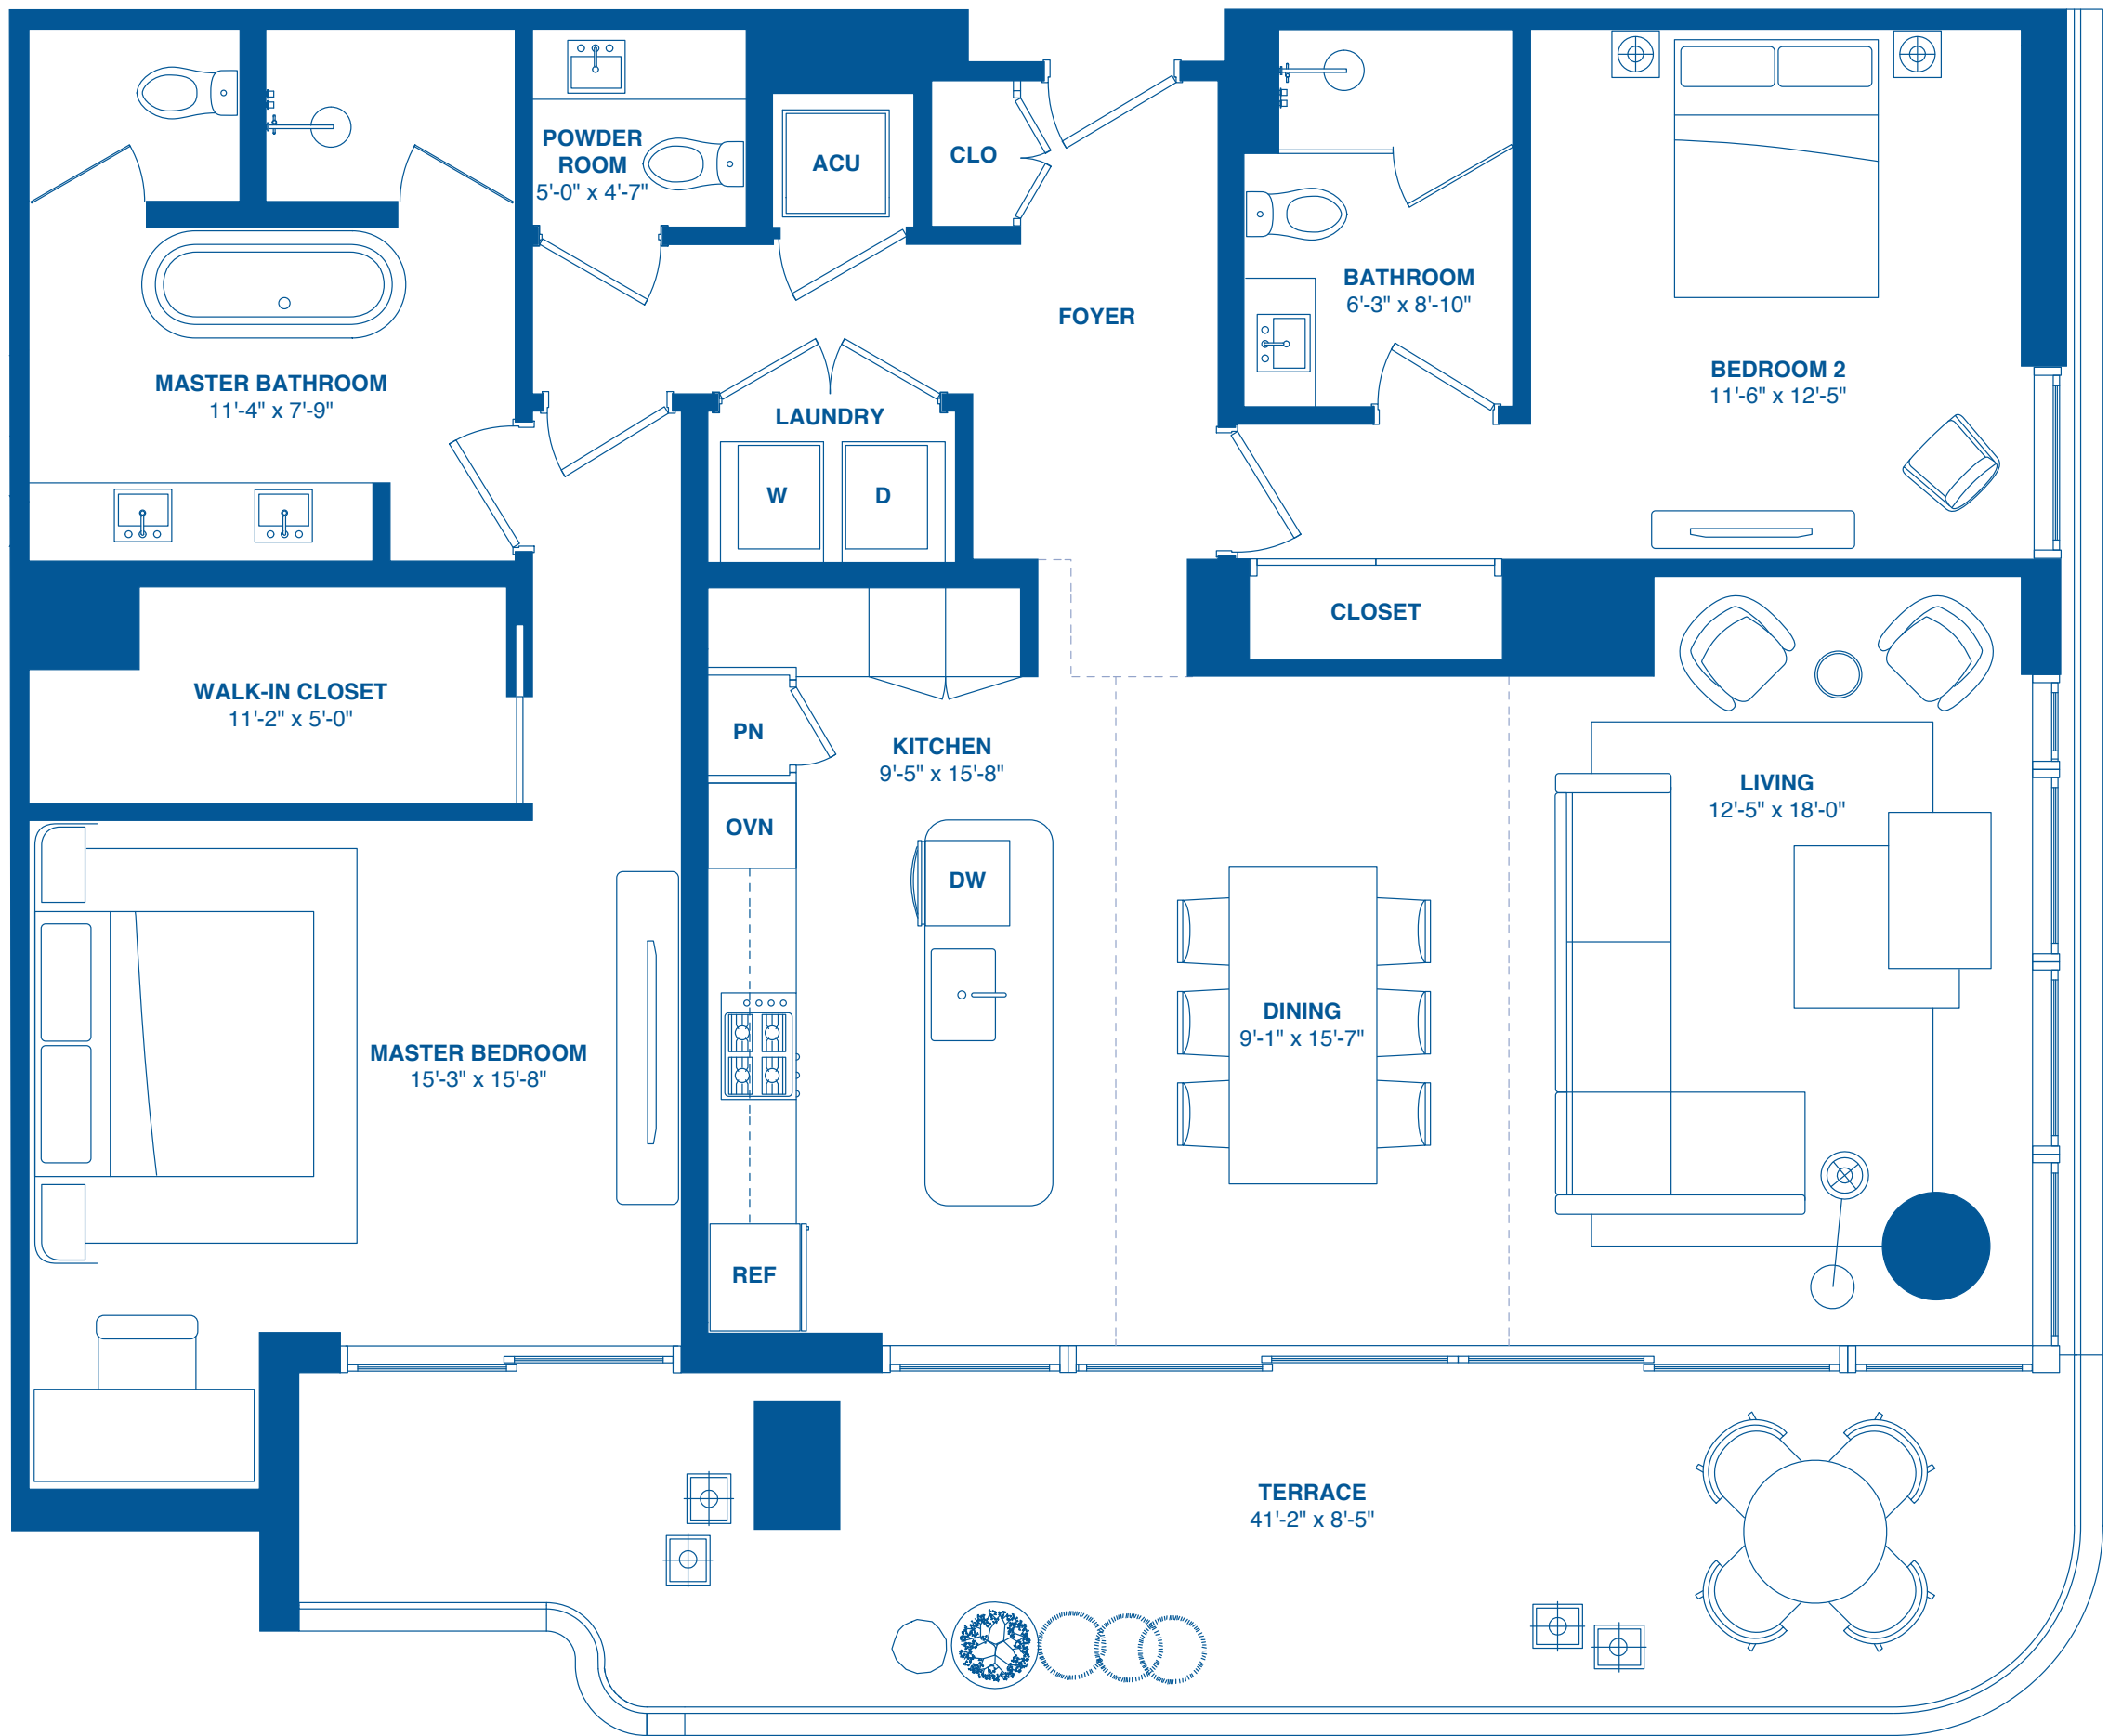 POWDER
ROOM
5'-0" x 4'-7"
ACU
CLO
BATHROOM
6'-3" x 8'-10"
FOYER
BEDROOM 2
11'-6" x 12'-5"
MASTER BATHROOM
11'-4" x 7'-9"
LAUNDRY
W
D
CLOSET
WALK-IN CLOSET
11'-2" x 5'-0"
PN
KITCHEN
9'-5" x 15'-8"
LIVING
12'-5" x 18'-0"
OVN
DW
DINING
9'-1" x 15'-7"
MASTER BEDROOM
15'-3" x 15'-8"
REF
TERRACE
41'-2" x 8'-5"